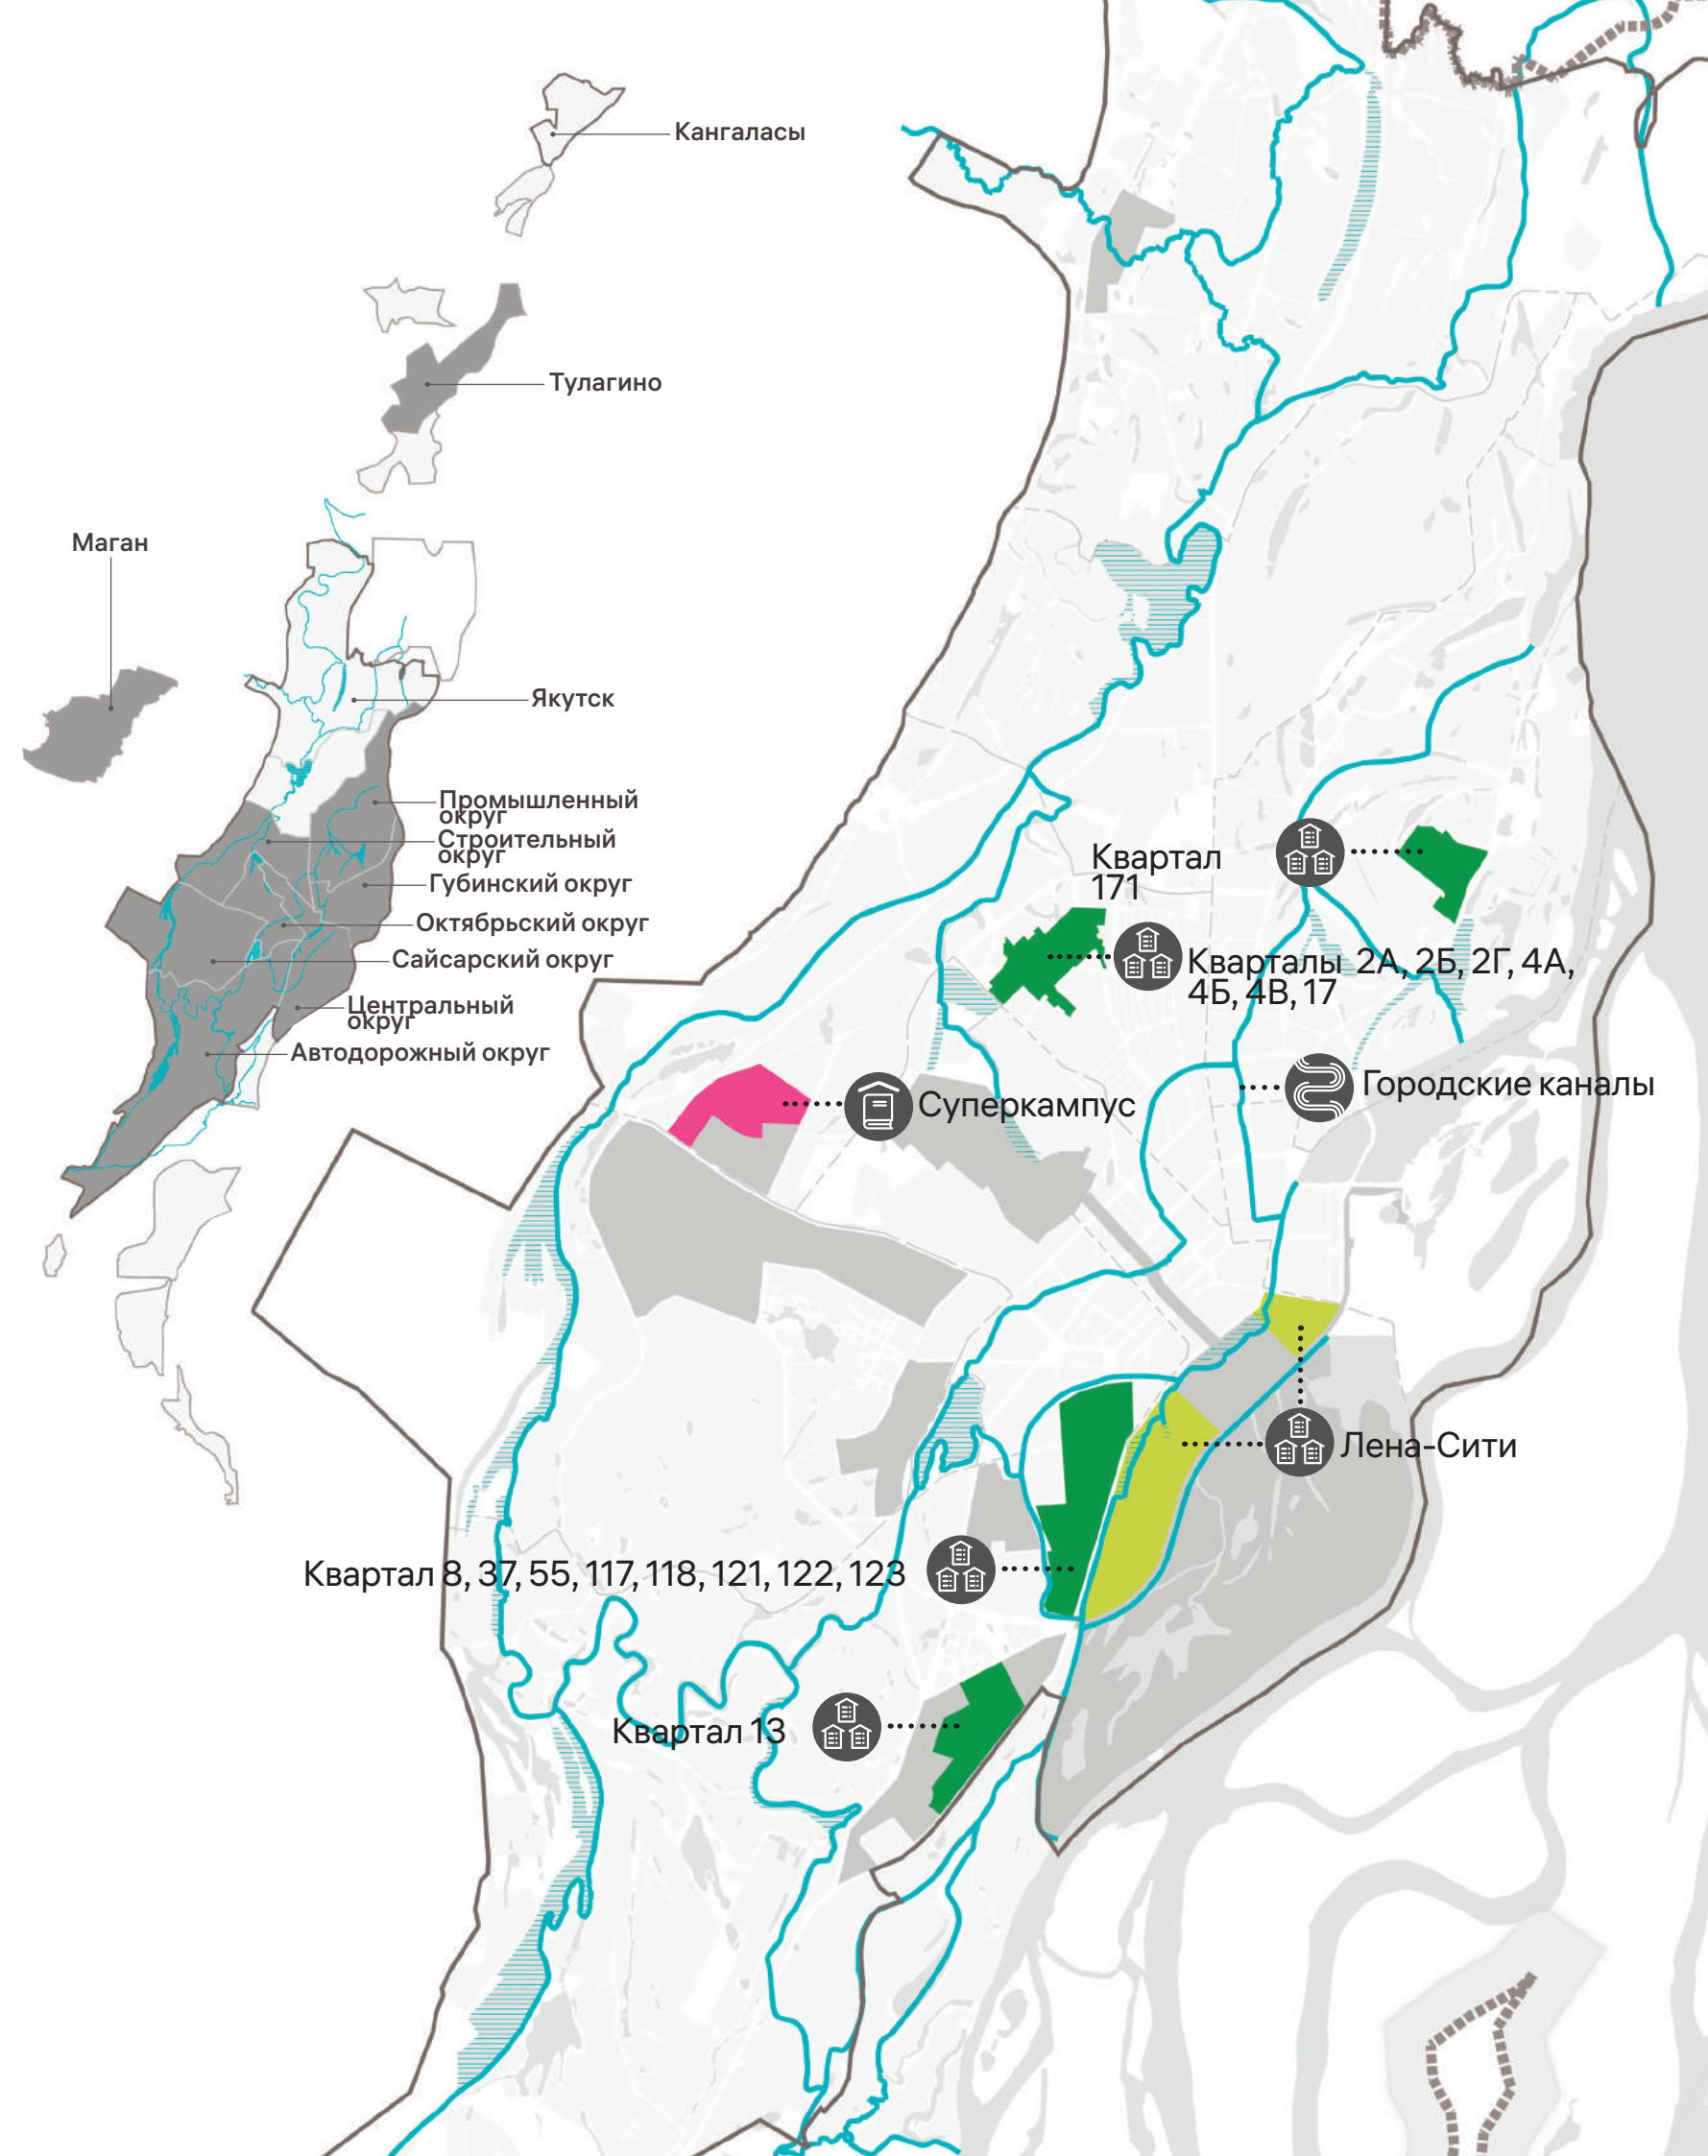 Кангаласы
Тулагино
Маган
Якутск
Промышленный
округ
Строительный
округ
Губинский округ
Октябрьский округ
Сайсарский округ
Центральный
округ
Автодорожный округ
Квартал
171
Кварталы 2А, 2Б, 2Г, 4А,
4Б, 4В, 17
Городские каналы
Суперкампус
Лена-Сити
Квартал 8, 37, 55, 117, 118, 121, 122, 123
Квартал 13